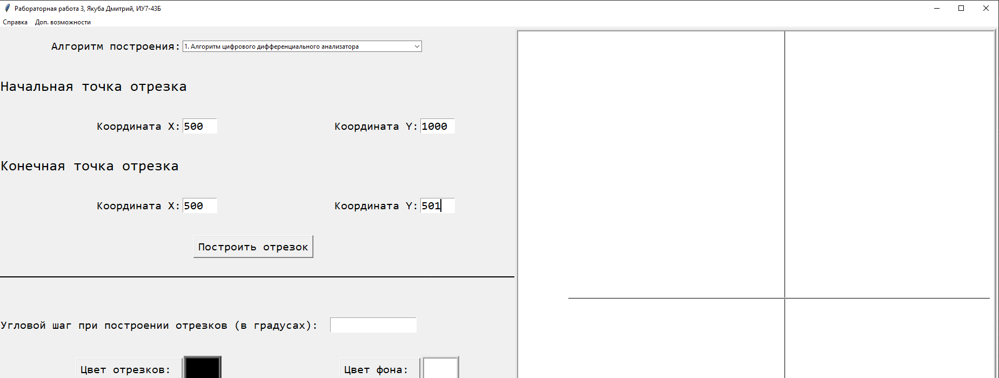 Рабораторная работа 3, Якуба Дмитрий, ИУ7-43Б
Справка Доп. возможности
Алгоритм построения: 1. Алгоритм цифрового дифференциального анализатора
Начальная точка отрезка
Координата X: 500 Координата Y: 1000
Конечная точка отрезка
Координата X: 500 Координата Y: 501
Построить отрезок
Угловой шаг при построении отрезков (в градусах):
Цвет отрезков: Цвет фона: